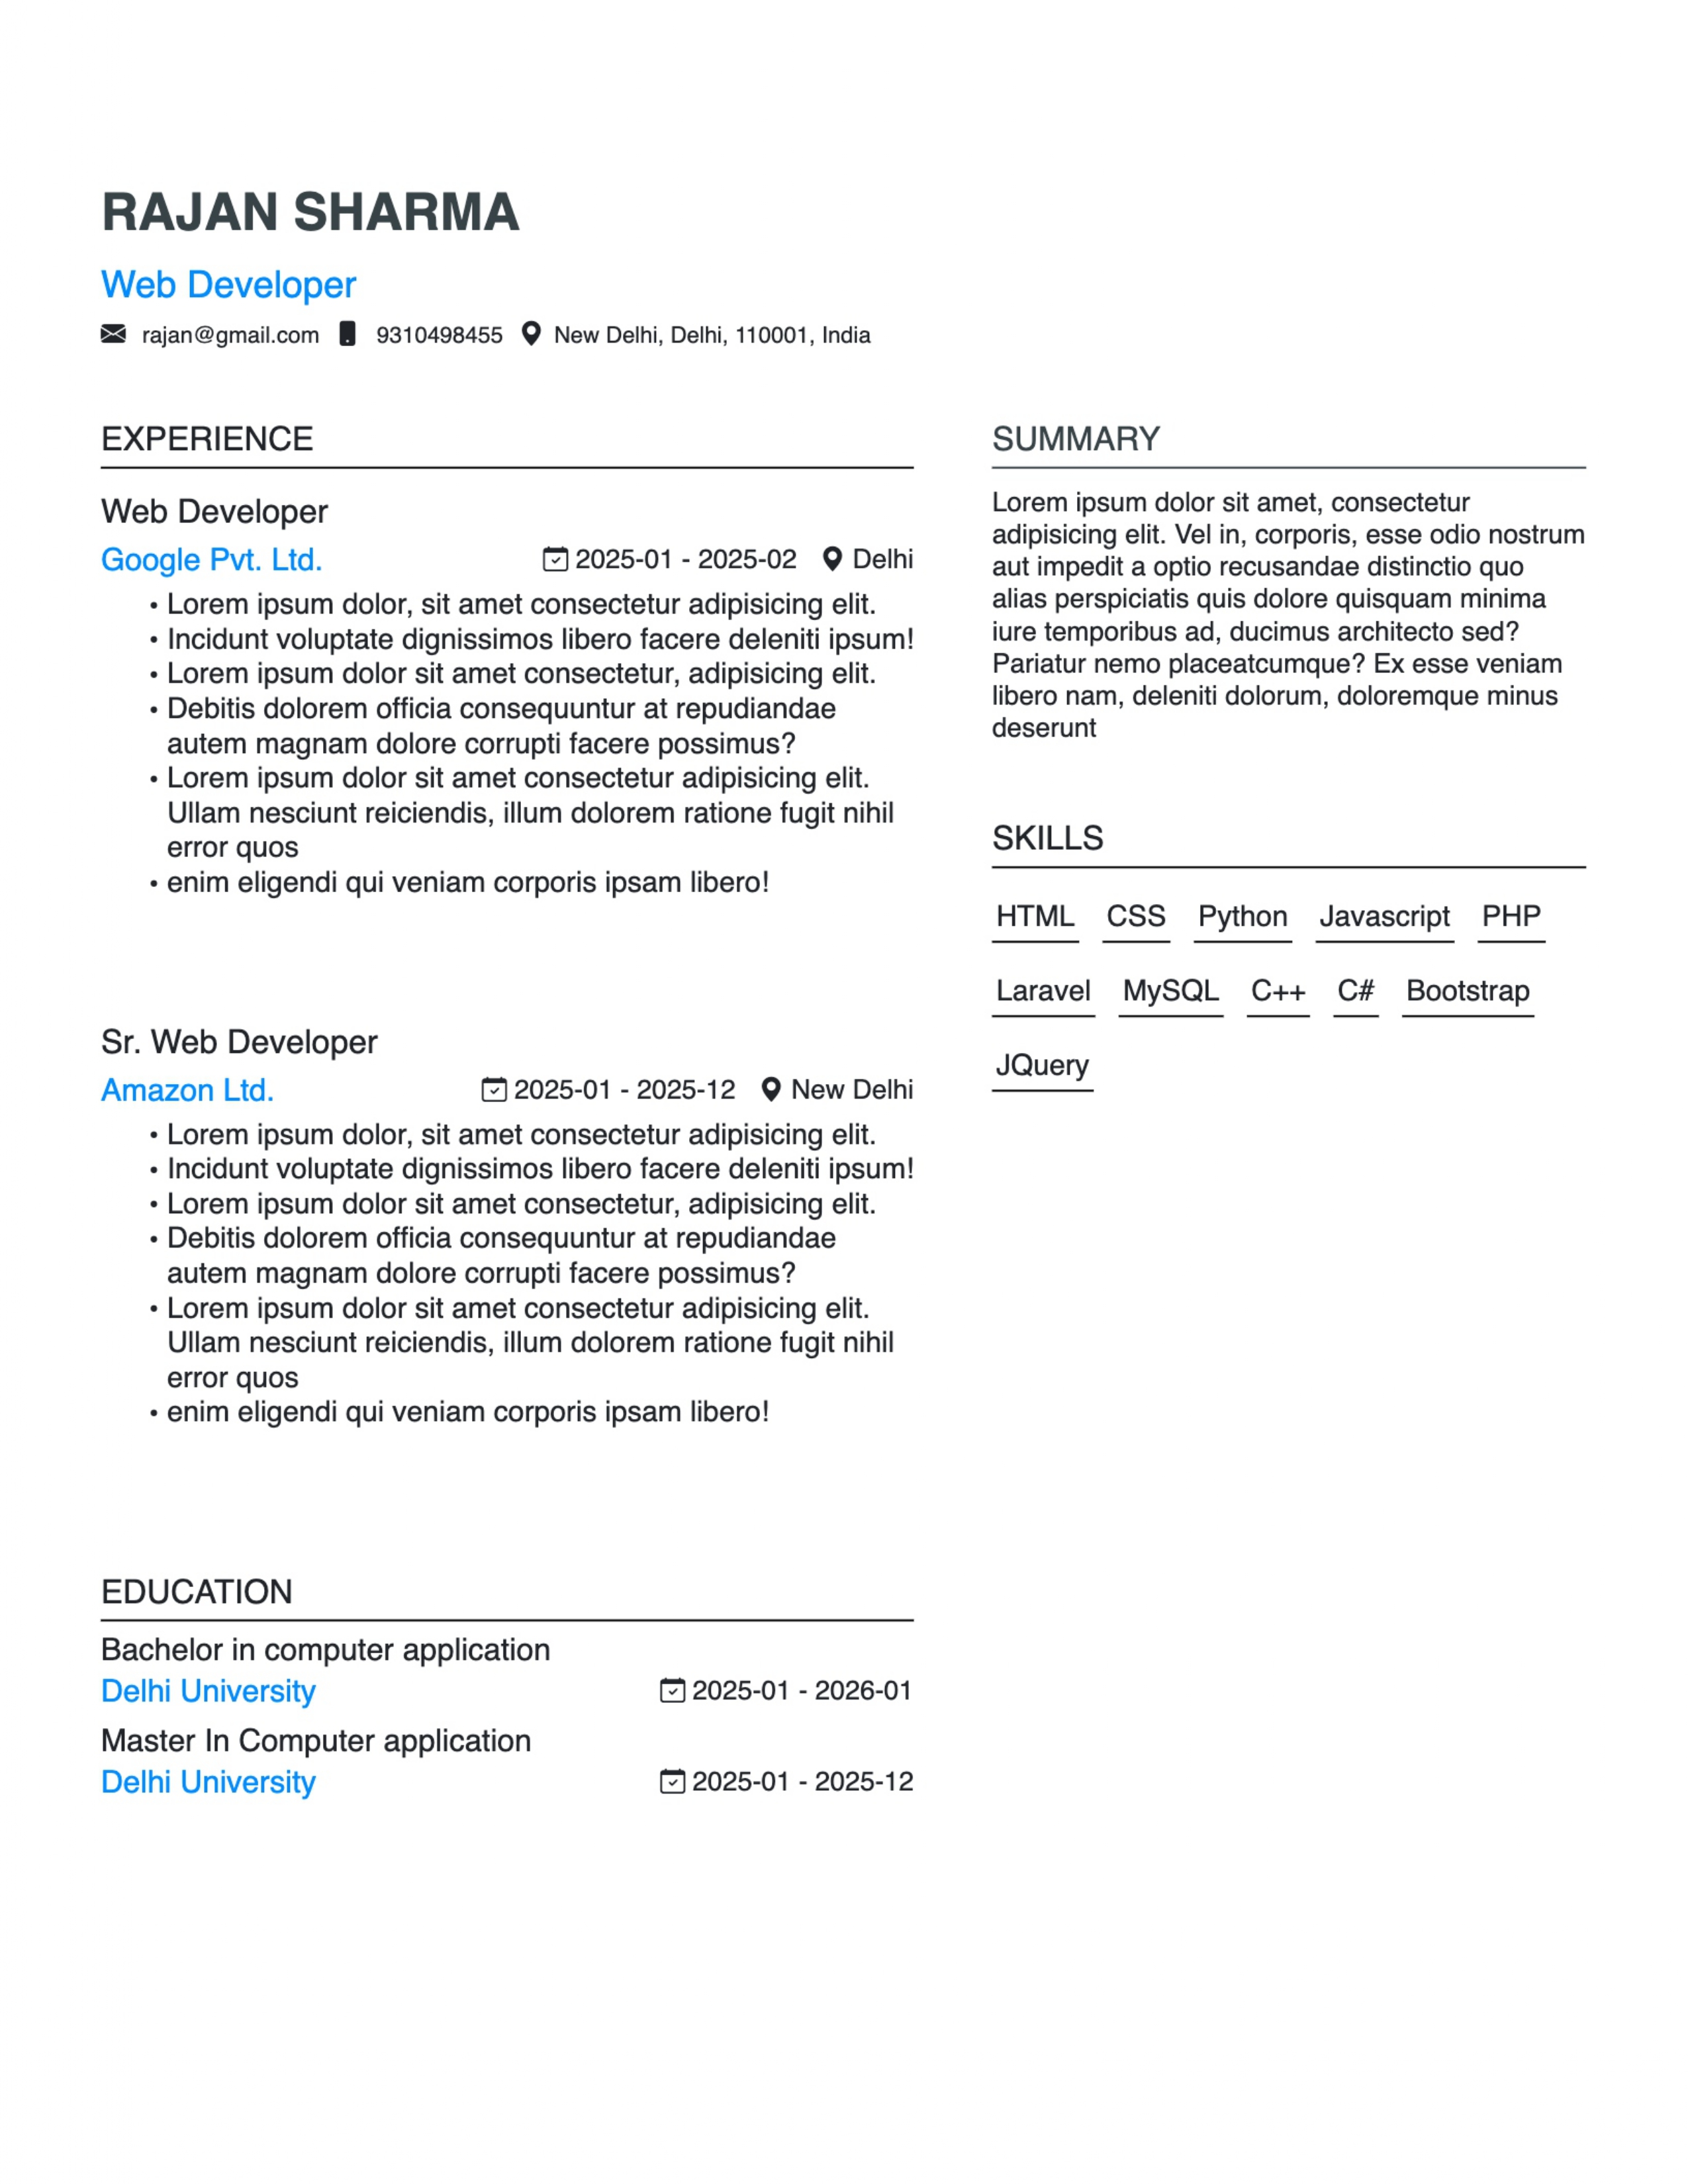 RAJAN SHARMA
Web Developer
rajan@gmail.com 9310498455 New Delhi, Delhi, 110001, India
EXPERIENCE
Web Developer
Google Pvt. Ltd. 2025-01 - 2025-02 Delhi
• Lorem ipsum dolor, sit amet consectetur adipisicing elit.
• Incidunt voluptate dignissimos libero facere deleniti ipsum!
• Lorem ipsum dolor sit amet consectetur, adipisicing elit.
• Debitis dolorem officia consequuntur at repudiandae
autem magnam dolore corrupti facere possimus?
• Lorem ipsum dolor sit amet consectetur adipisicing elit.
Ullam nesciunt reiciendis, illum dolorem ratione fugit nihil
error quos
• enim eligendi qui veniam corporis ipsam libero!
Sr. Web Developer
Amazon Ltd. 2025-01 - 2025-12 New Delhi
• Lorem ipsum dolor, sit amet consectetur adipisicing elit.
• Incidunt voluptate dignissimos libero facere deleniti ipsum!
• Lorem ipsum dolor sit amet consectetur, adipisicing elit.
• Debitis dolorem officia consequuntur at repudiandae
autem magnam dolore corrupti facere possimus?
• Lorem ipsum dolor sit amet consectetur adipisicing elit.
Ullam nesciunt reiciendis, illum dolorem ratione fugit nihil
error quos
• enim eligendi qui veniam corporis ipsam libero!
EDUCATION
Bachelor in computer application
Delhi University 2025-01 - 2026-01
Master In Computer application
Delhi University 2025-01 - 2025-12
SUMMARY
Lorem ipsum dolor sit amet, consectetur
adipisicing elit. Vel in, corporis, esse odio nostrum
aut impedit a optio recusandae distinctio quo
alias perspiciatis quis dolore quisquam minima
iure temporibus ad, ducimus architecto sed?
Pariatur nemo placeatcumque? Ex esse veniam
libero nam, deleniti dolorum, doloremque minus
deserunt
SKILLS
HTML CSS Python Javascript PHP
Laravel MySQL C++ C# Bootstrap
JQuery